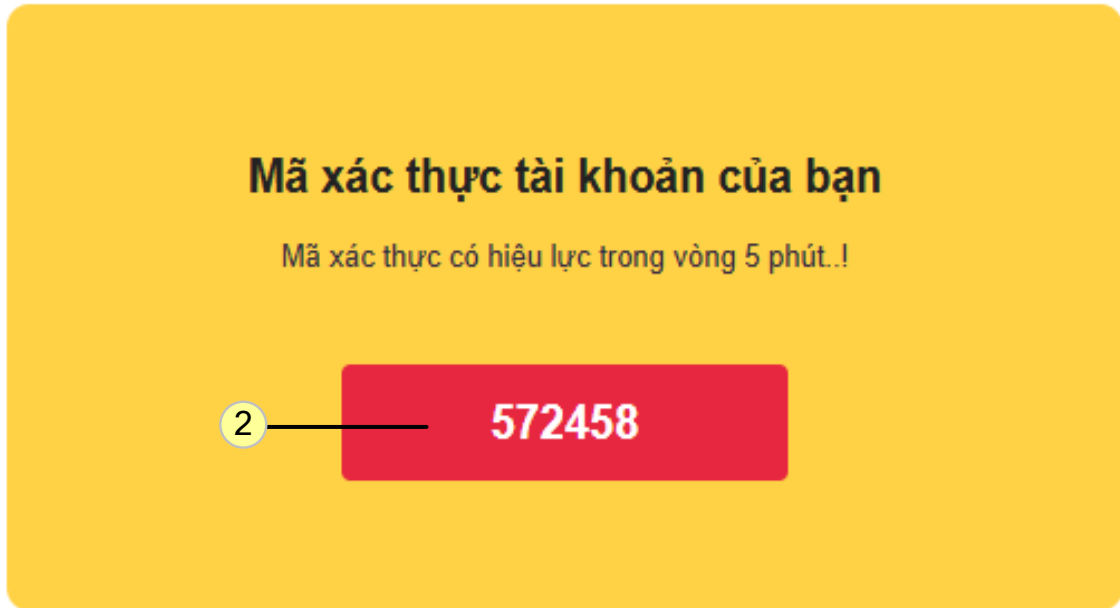 Mã xác thực tài khoản của bạn
Mã xác thực có hiệu lực trong vòng 5 phút..!
2
572458